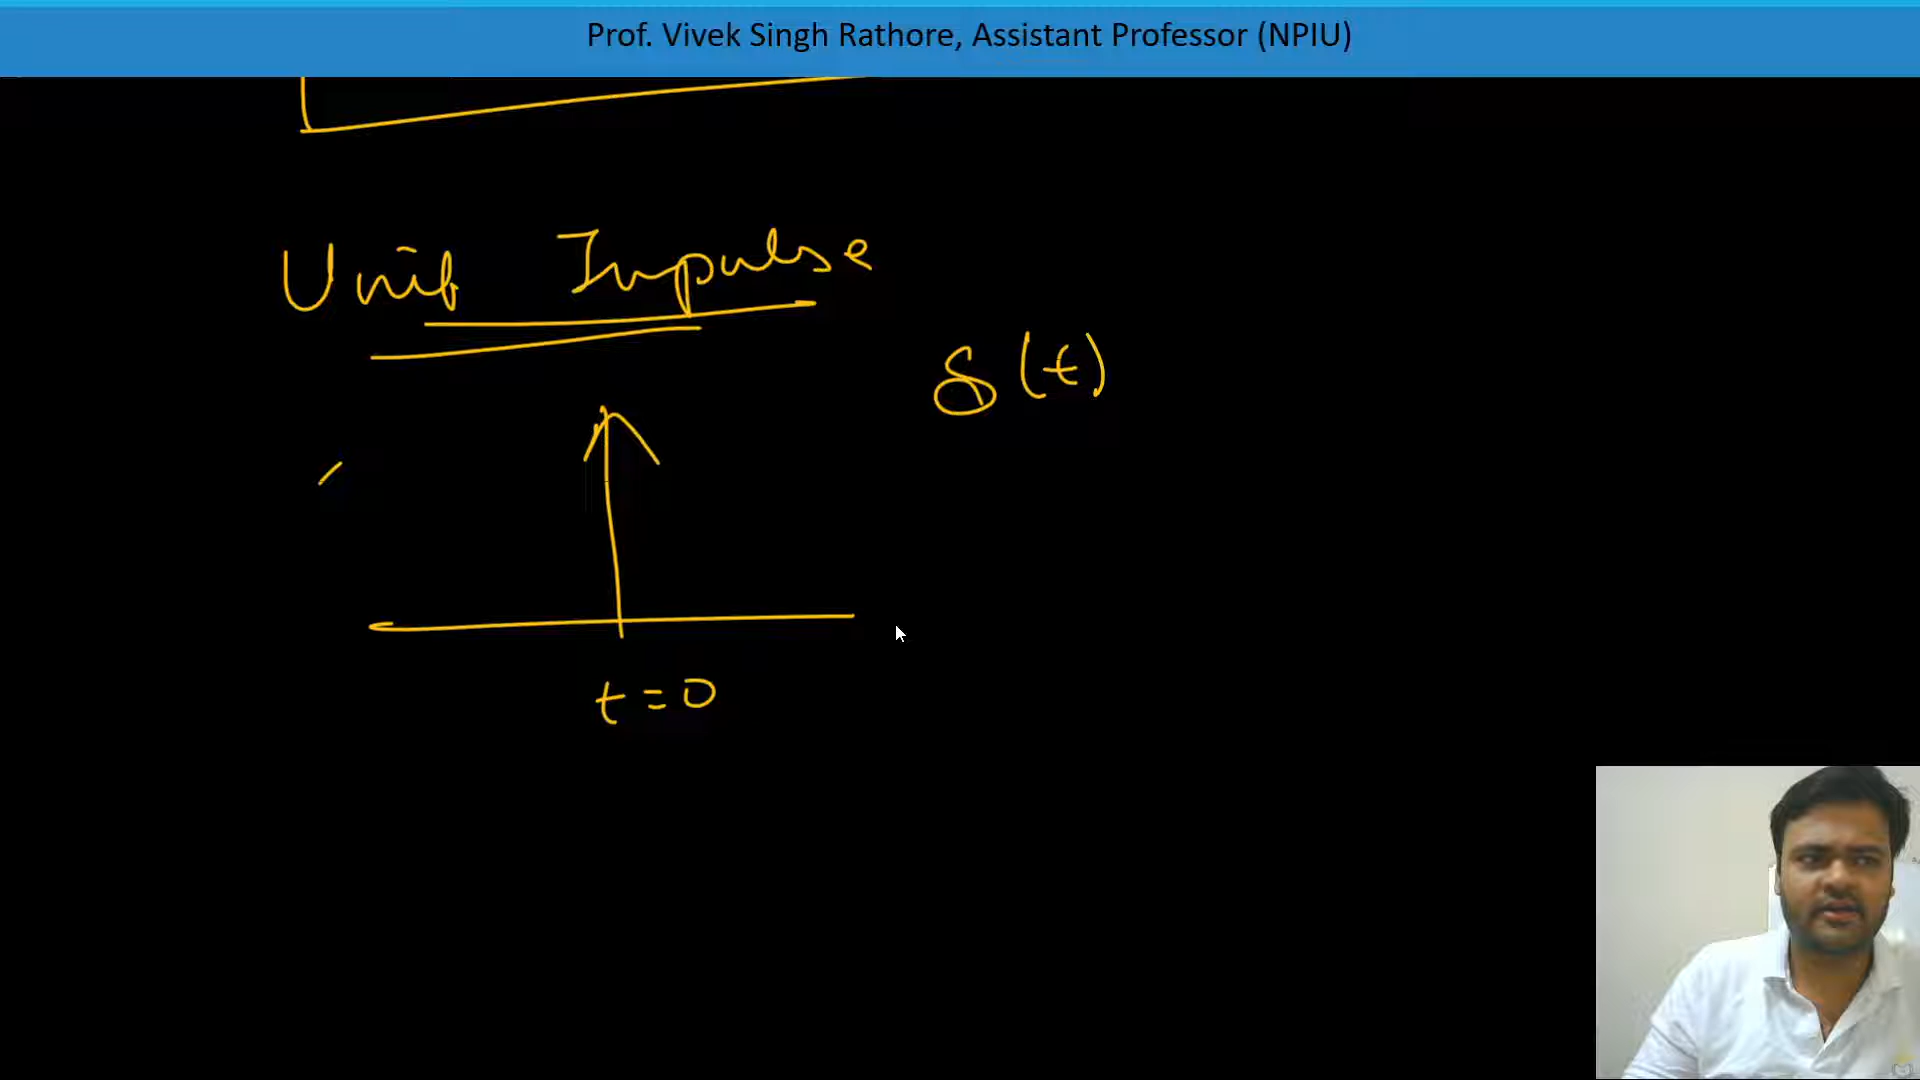 Prof. Vivek Singh Rathore, Assistant Professor (NPIU)
Unit Impulse
δ(t)
t = 0